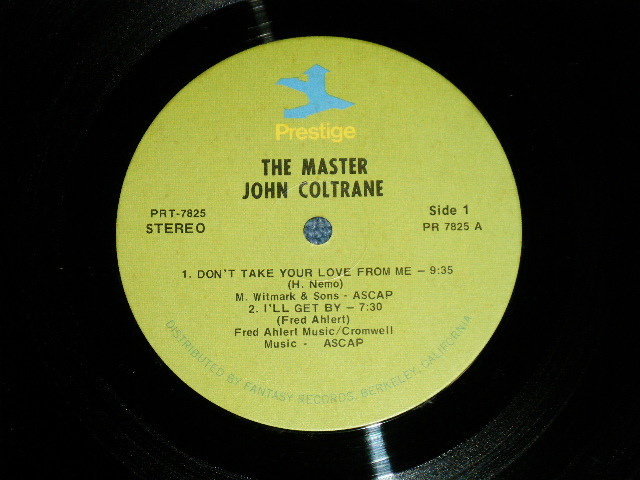 Prestige
THE MASTER
JOHN COLTRANE
PRT-7825
STEREO
Side 1
PR 7825 A
1. DON'T TAKE YOUR LOVE FROM ME – 9:35
(H. Nemo)
M. Witmark & Sons - ASCAP
2. I'LL GET BY – 7:30
(Fred Ahlert)
Fred Ahlert Music/Cromwell
Music - ASCAP
DISTRIBUTED BY FANTASY RECORDS, BERKELEY, CALIFORNIA